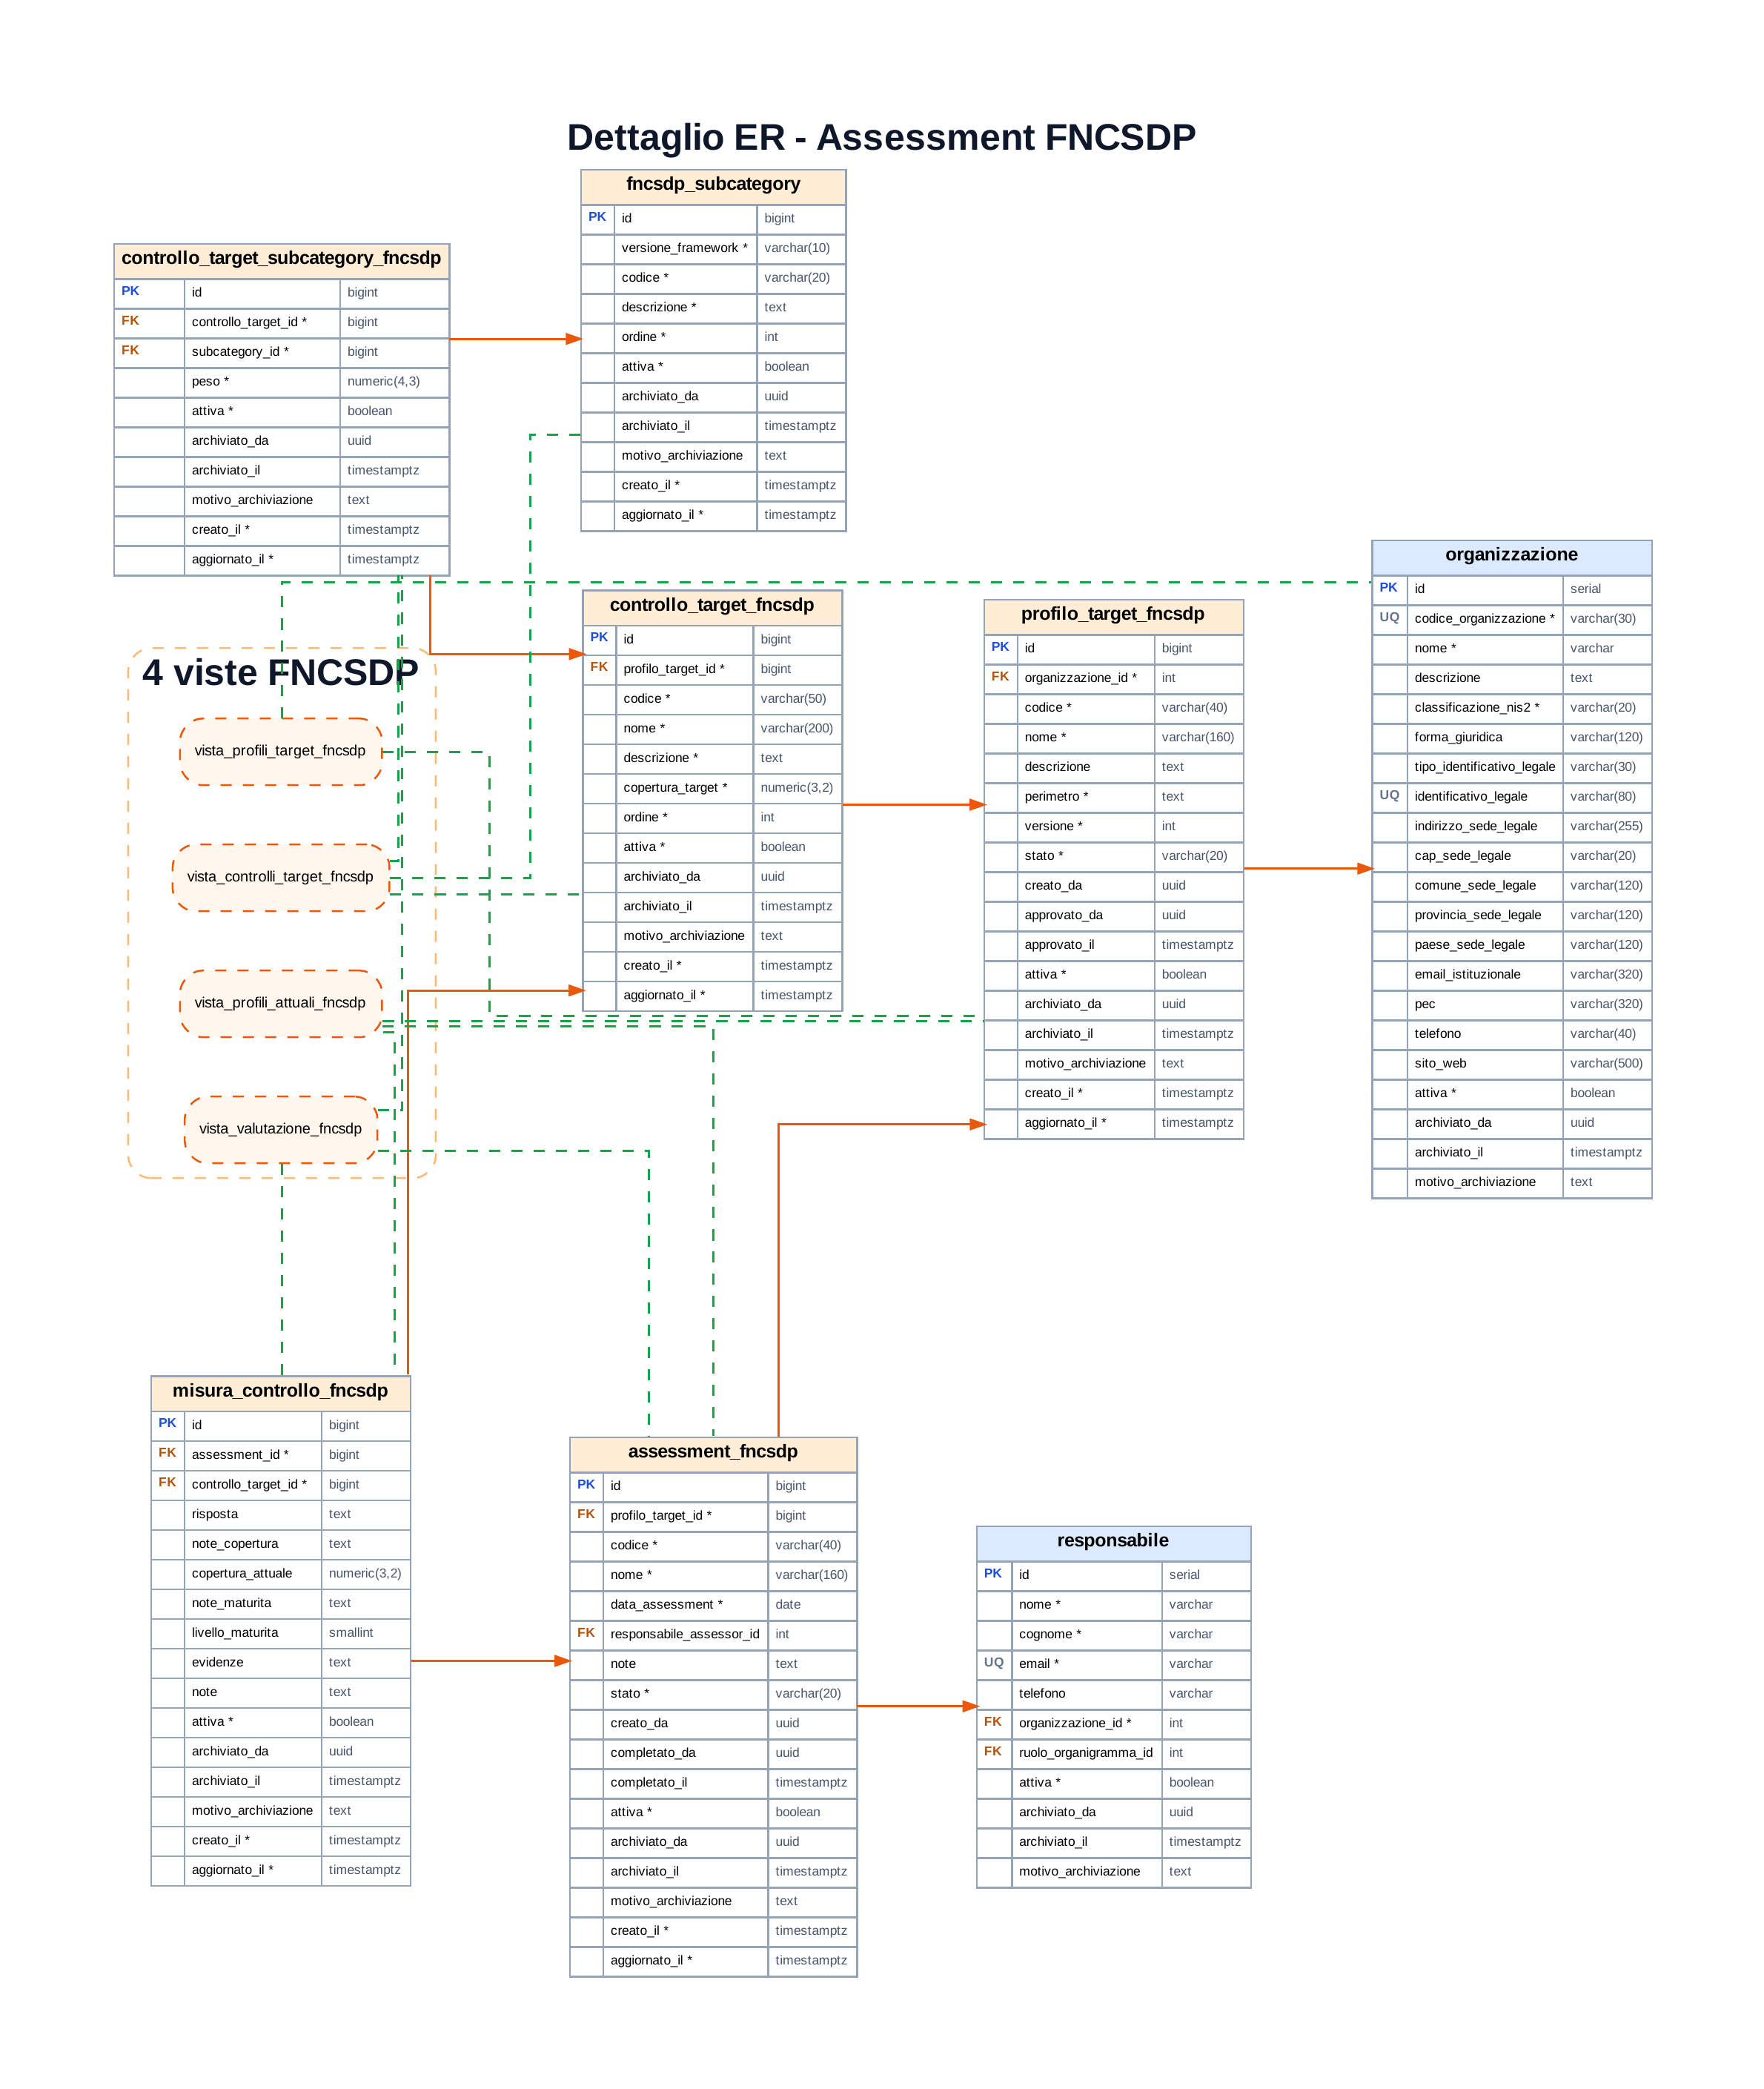 Dettaglio ER - Assessment FNCSDP
fncsdp_subcategory
PK id bigint
versione_framework * varchar(10)
codice * varchar(20)
descrizione * text
ordine * int
attiva * boolean
archiviato_da uuid
archiviato_il timestamptz
motivo_archiviazione text
creato_il * timestamptz
aggiornato_il * timestamptz
controllo_target_subcategory_fncsdp
PK id bigint
FK controllo_target_id * bigint
FK subcategory_id * bigint
peso * numeric(4,3)
attiva * boolean
archiviato_da uuid
archiviato_il timestamptz
motivo_archiviazione text
creato_il * timestamptz
aggiornato_il * timestamptz
organizzazione
PK id serial
UQ codice_organizzazione * varchar(30)
nome * varchar
descrizione text
classificazione_nis2 * varchar(20)
forma_giuridica varchar(120)
tipo_identificativo_legale varchar(30)
UQ identificativo_legale varchar(80)
indirizzo_sede_legale varchar(255)
cap_sede_legale varchar(20)
comune_sede_legale varchar(120)
provincia_sede_legale varchar(120)
paese_sede_legale varchar(120)
email_istituzionale varchar(320)
pec varchar(320)
telefono varchar(40)
sito_web varchar(500)
attiva * boolean
archiviato_da uuid
archiviato_il timestamptz
motivo_archiviazione text
controllo_target_fncsdp
PK id bigint
FK profilo_target_id * bigint
codice * varchar(50)
nome * varchar(200)
descrizione * text
copertura_target * numeric(3,2)
ordine * int
attiva * boolean
archiviato_da uuid
archiviato_il timestamptz
motivo_archiviazione text
creato_il * timestamptz
aggiornato_il * timestamptz
profilo_target_fncsdp
PK id bigint
FK organizzazione_id * int
codice * varchar(40)
nome * varchar(160)
descrizione text
perimetro * text
versione * int
stato * varchar(20)
creato_da uuid
approvato_da uuid
approvato_il timestamptz
attiva * boolean
archiviato_da uuid
archiviato_il timestamptz
motivo_archiviazione text
creato_il * timestamptz
aggiornato_il * timestamptz
4 viste FNCSDP
vista_profili_target_fncsdp
vista_controlli_target_fncsdp
vista_profili_attuali_fncsdp
vista_valutazione_fncsdp
misura_controllo_fncsdp
PK id bigint
FK assessment_id * bigint
FK controllo_target_id * bigint
risposta text
note_copertura text
copertura_attuale numeric(3,2)
note_maturita text
livello_maturita smallint
evidenze text
note text
attiva * boolean
archiviato_da uuid
archiviato_il timestamptz
motivo_archiviazione text
creato_il * timestamptz
aggiornato_il * timestamptz
assessment_fncsdp
PK id bigint
FK profilo_target_id * bigint
codice * varchar(40)
nome * varchar(160)
data_assessment * date
FK responsabile_assessor_id int
note text
stato * varchar(20)
creato_da uuid
completato_da uuid
completato_il timestamptz
attiva * boolean
archiviato_da uuid
archiviato_il timestamptz
motivo_archiviazione text
creato_il * timestamptz
aggiornato_il * timestamptz
responsabile
PK id serial
nome * varchar
cognome * varchar
UQ email * varchar
telefono varchar
FK organizzazione_id * int
FK ruolo_organigramma_id int
attiva * boolean
archiviato_da uuid
archiviato_il timestamptz
motivo_archiviazione text